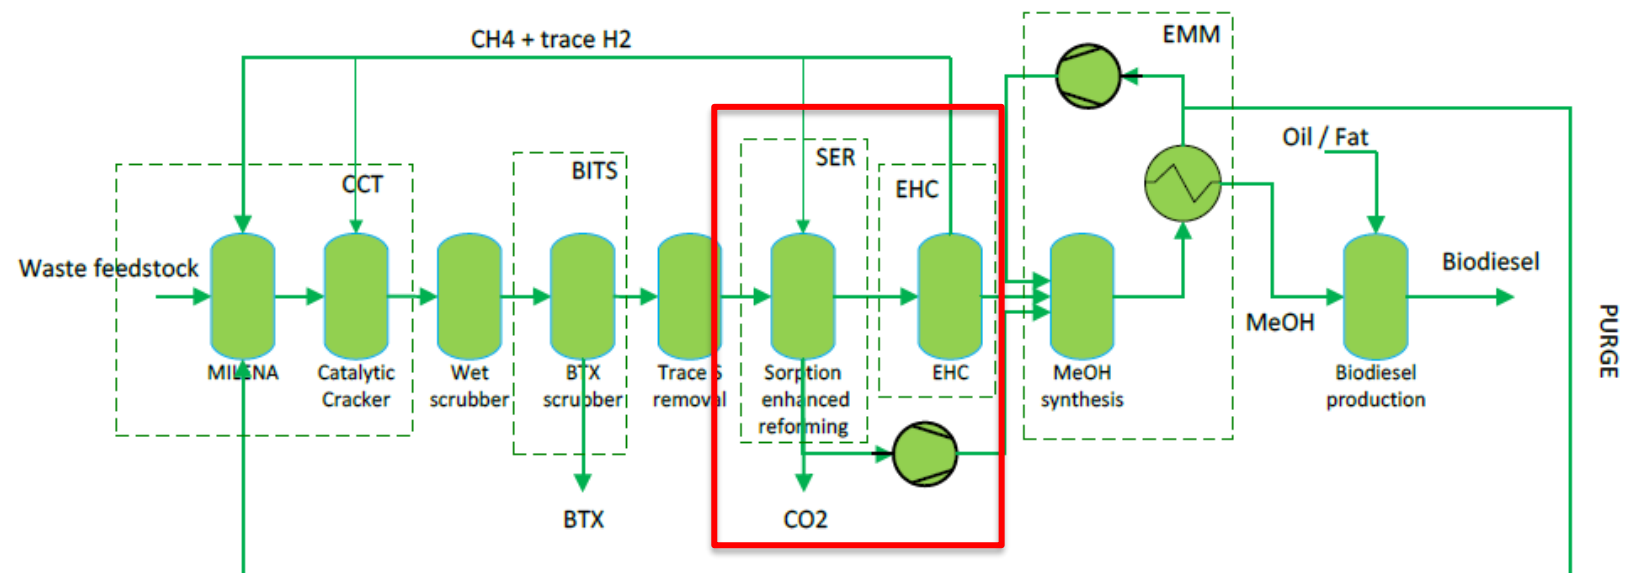 CH4 + trace H2
EMM
Oil / Fat
SER
BITS
CCT
EHC
Waste feedstock
Biodiesel
MeOH
PURGE
MILENA
Catalytic
Cracker
Wet
scrubber
BTX
scrubber
Trace S
removal
Sorption
enhanced
reforming
EHC
MeOH
synthesis
Biodiesel
production
BTX
CO2